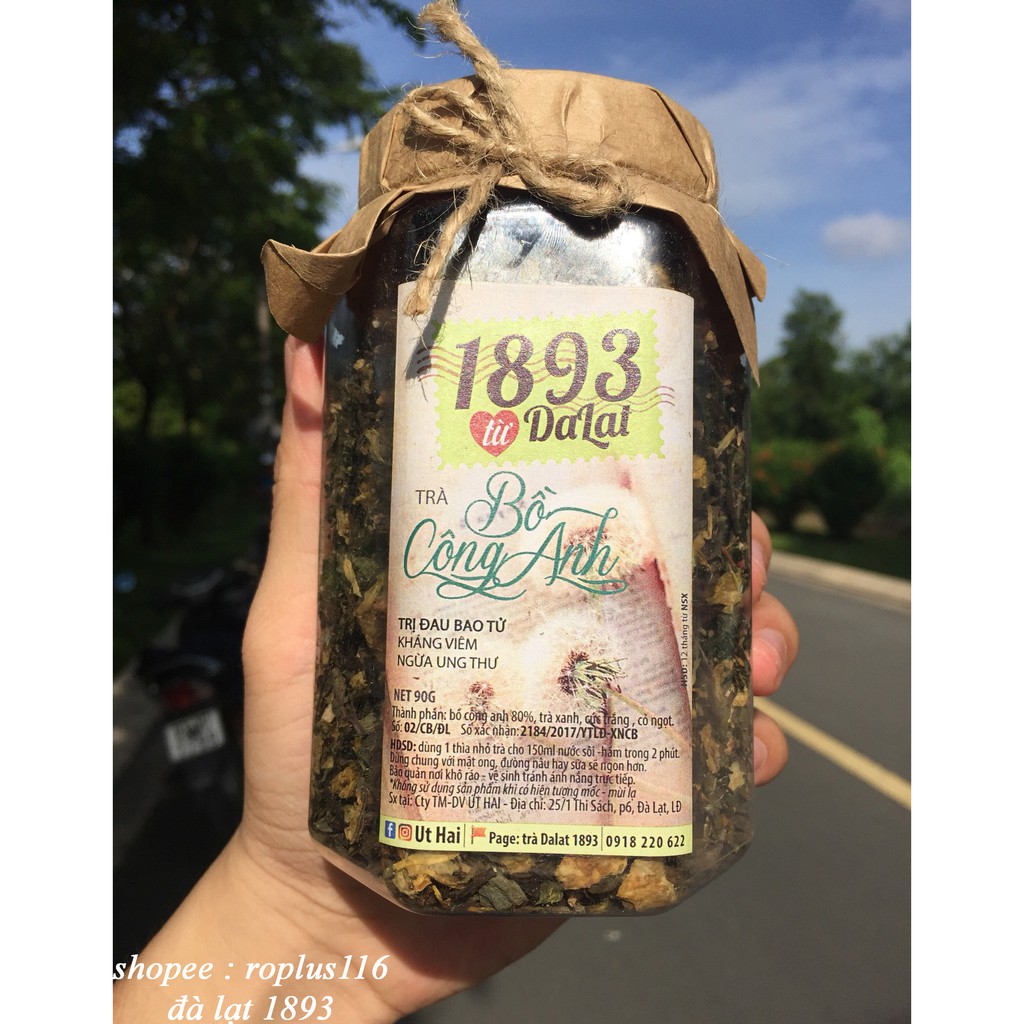 1893
từ DaLat
TRÀ
Bồ
Công Anh
TRỊ ĐAU BAO TỬ
KHÁNG VIÊM
NGỪA UNG THƯ
NET 90G
HSD: 12 tháng từ NSX
Thành phần: bồ công anh 80%, trà xanh, cúc trắng , cỏ ngọt.
Số: 02/CB/ĐL Số xác nhận: 2184/2017/YTLĐ-XNCB
HDSD: dùng 1 thìa nhỏ trà cho 150ml nước sôi -hãm trong 2 phút.
Dùng chung với mật ong, đường nâu hay sữa sẽ ngon hơn.
Bảo quản nơi khô ráo - vệ sinh tránh ánh nắng trực tiếp.
*Không sử dụng sản phẩm khi có hiện tượng mốc - mùi lạ
Sx tại: Cty TM-DV ÚT HAI - Địa chỉ: 25/1 Thi Sách, p6, Đà Lạt, LĐ
Ut Hai Page: trà Dalat 1893 0918 220 622
shopee : roplus116
đà lạt 1893